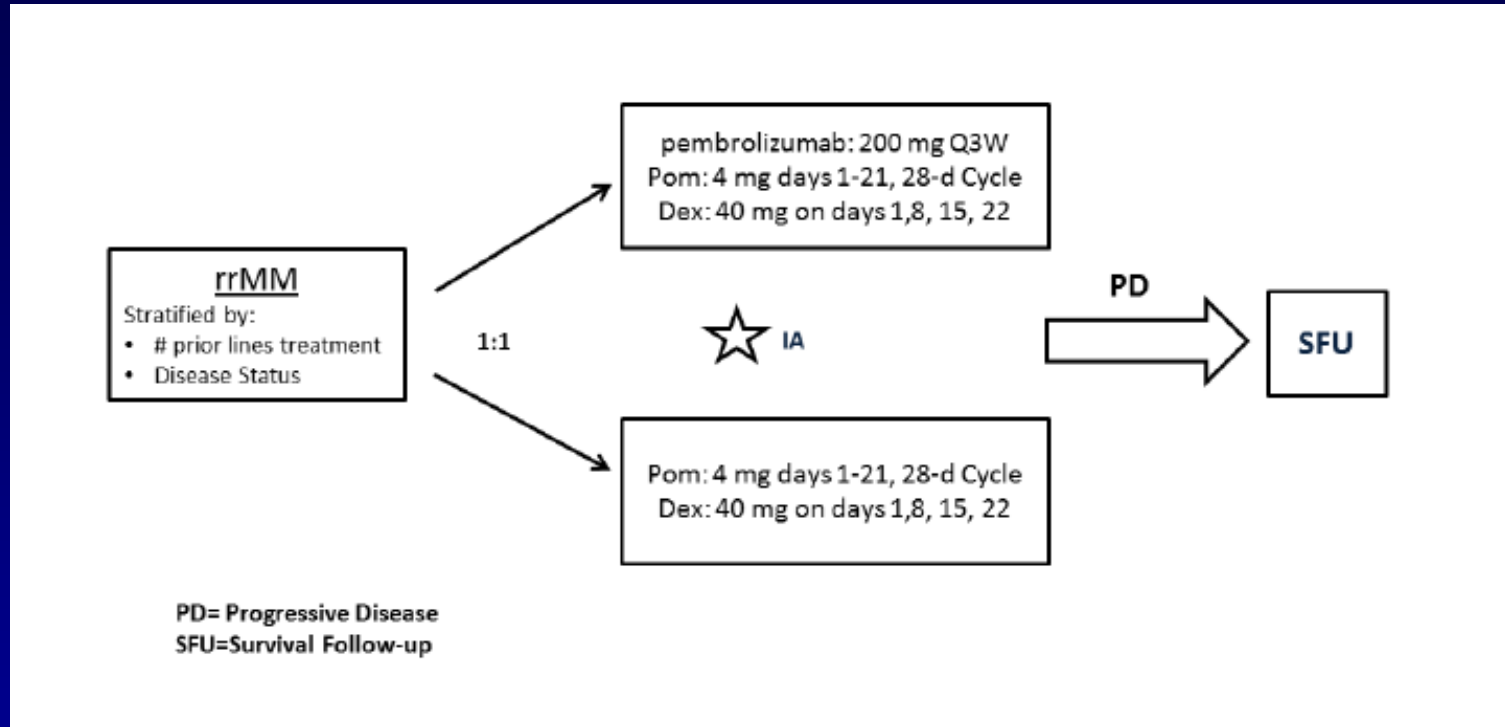 rrMM
Stratified by:
• # prior lines treatment
• Disease Status
1:1
pembrolizumab: 200 mg Q3W
Pom: 4 mg days 1-21, 28-d Cycle
Dex: 40 mg on days 1,8, 15, 22
IA
Pom: 4 mg days 1-21, 28-d Cycle
Dex: 40 mg on days 1,8, 15, 22
PD
SFU
PD= Progressive Disease
SFU=Survival Follow-up